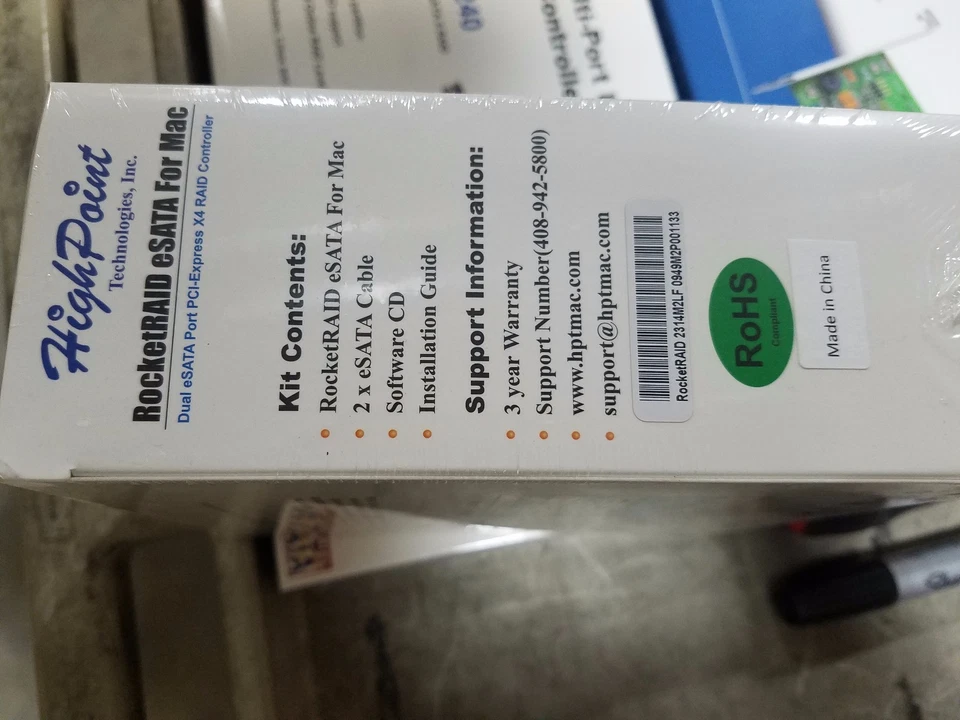 HighPoint
Technologies, Inc.
RocketRAID eSATA For Mac
Dual eSATA Port PCI-Express X4 RAID Controller
Kit Contents:
RocketRAID eSATA For Mac
2 x eSATA Cable
Software CD
Installation Guide
Support Information:
3 year Warranty
Support Number(408-942-5800)
www.hptmac.com
support@hptmac.com
RocketRAID 2314M2LF 0949M2P001133
RoHS
Compliant
Made in China